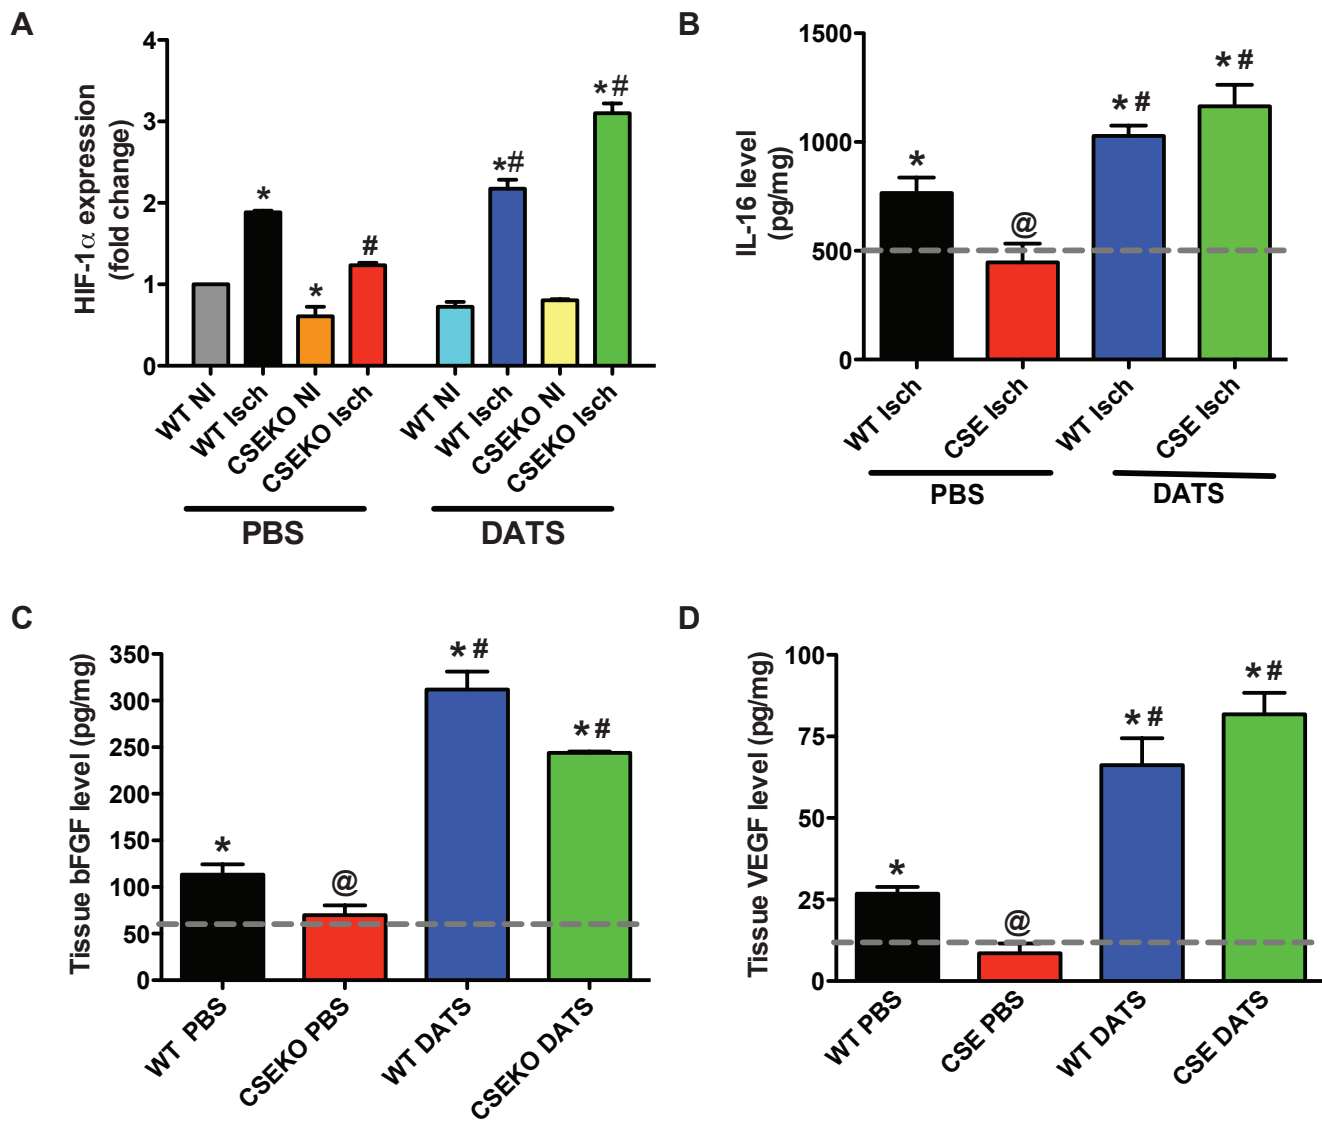 A
HIF-1α expression
(fold change)
4
3
2
1
0
*
*
#
*#
*#
WT NI
WT Isch
CSEKO NI
CSEKO Isch
WT NI
WT Isch
CSEKO NI
CSEKO Isch
PBS
DATS
B
IL-16 level
(pg/mg)
1500
1000
500
0
*
@
*#
*#
WT Isch
CSE Isch
WT Isch
CSE Isch
PBS
DATS
C
Tissue bFGF level (pg/mg)
350
300
250
200
150
100
50
0
*
@
*#
*#
WT PBS
CSEKO PBS
WT DATS
CSEKO DATS
D
Tissue VEGF level (pg/mg)
100
75
50
25
0
*
@
*#
*#
WT PBS
CSE PBS
WT DATS
CSE DATS